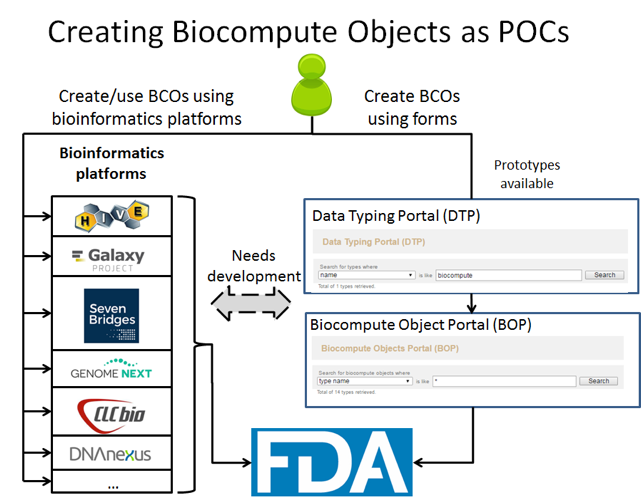 Creating Biocompute Objects as POCs
Create/use BCOs using
bioinformatics platforms
Create BCOs
using forms
Bioinformatics
platforms
Prototypes
available
HIVE
Galaxy
PROJECT
Seven
Bridges
GENOME NEXT
CLCbio
DNAnexus
...
Needs
development
Data Typing Portal (DTP)
Data Typing Portal (DTP)
Search for types where
name is like biocompute Search
Total of 1 types retrieved.
Biocompute Object Portal (BOP)
Biocompute Objects Portal (BOP)
Search for biocompute objects where
type name is like * Search
Total of 14 types retrieved.
FDA